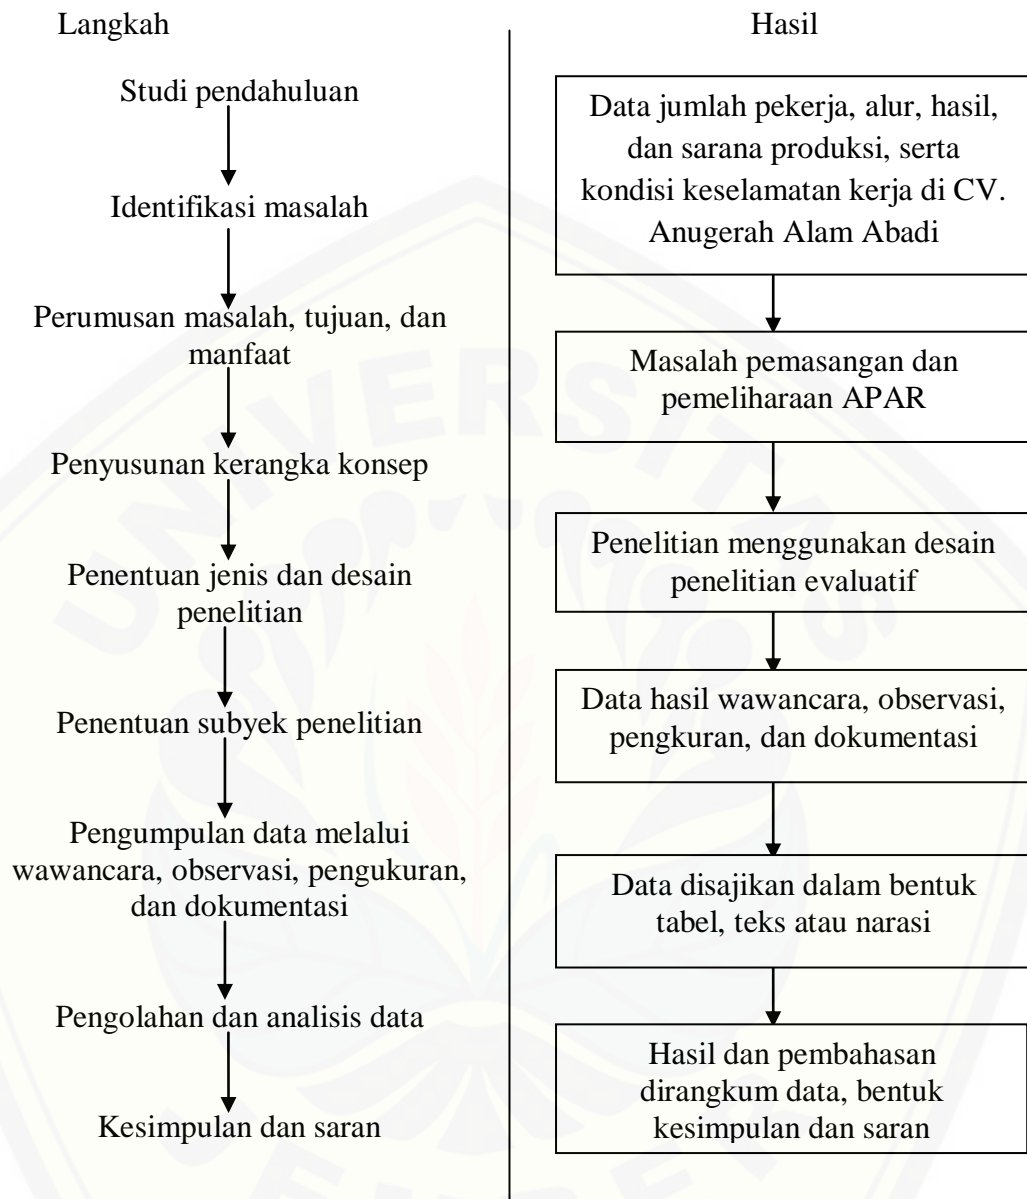 Langkah
Studi pendahuluan
Identifikasi masalah
Perumusan masalah, tujuan, dan
manfaat
Penyusunan kerangka konsep
Penentuan jenis dan desain
penelitian
Penentuan subyek penelitian
Pengumpulan data melalui
wawancara, observasi, pengukuran,
dan dokumentasi
Pengolahan dan analisis data
Kesimpulan dan saran
Hasil
Data jumlah pekerja, alur, hasil,
dan sarana produksi, serta
kondisi keselamatan kerja di CV.
Anugerah Alam Abadi
Masalah pemasangan dan
pemeliharaan APAR
Penelitian menggunakan desain
penelitian evaluatif
Data hasil wawancara, observasi,
pengkuran, dan dokumentasi
Data disajikan dalam bentuk
tabel, teks atau narasi
Hasil dan pembahasan
dirangkum data, bentuk
kesimpulan dan saran
UNIVERSITAS